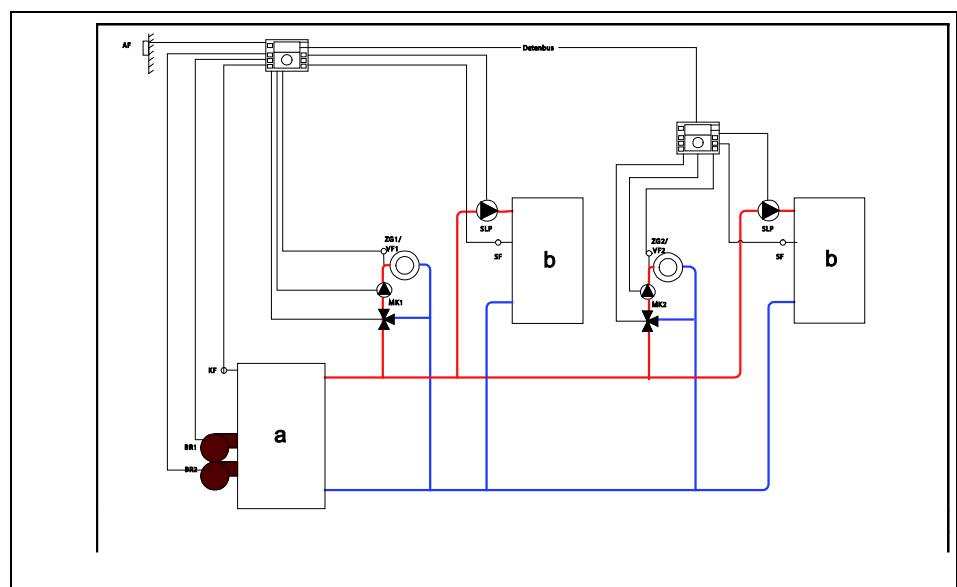 AF
Datenbus
ZG1/
VF1
SLP
SF
b
ZG2/
VF2
SLP
SF
b
MK1
MK2
KF
a
BR1
BR2